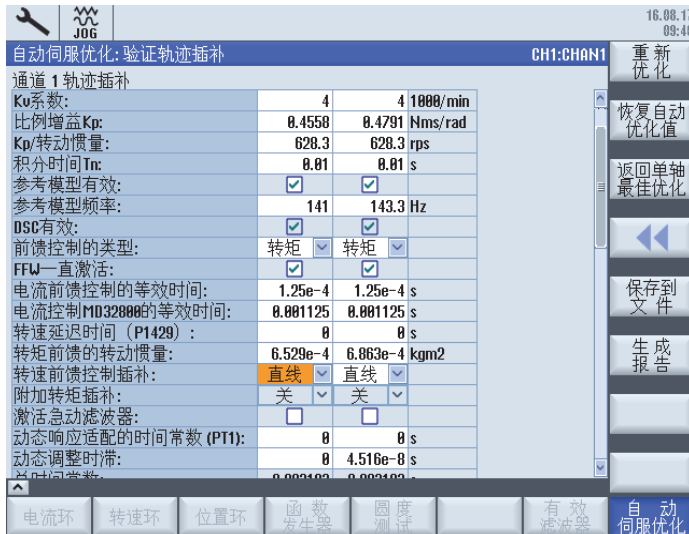 JOG
16.08.1
09:4
自动伺服优化:验证轨迹插补 CH1:CHAN1
通道 1 轨迹插补
Kv系数: 4 4 1000/min
比例增益Kp: 0.4558 0.4791 Nms/rad
Kp/转动惯量: 628.3 628.3 rps
积分时间Tn: 0.01 0.01 s
参考模型有效:
参考模型频率: 141 143.3 Hz
DSC有效:
前馈控制的类型: 转矩 转矩
FFW一直激活:
电流前馈控制的等效时间: 1.25e-4 1.25e-4 s
电流控制MD32800的等效时间: 0.001125 0.001125 s
转速延迟时间（P1429）: 0 0 s
转矩前馈的转动惯量: 6.529e-4 6.863e-4 kgm2
转速前馈控制插补: 直线 直线
附加转矩插补: 关 关
激活急动滤波器:
动态响应适配的时间常数 (PT1): 0 0 s
动态调整时滞: 0 4.516e-8 s
重新
优化
恢复自动
优化值
返回单轴
最佳优化
保存到
文件
生成
报告
电流环
转速环
位置环
函数
发生器
圆度
测试
有效
滤波器
自动
伺服优化